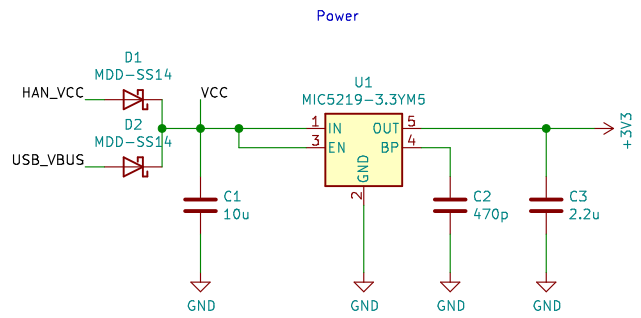 Power
D1
MDD-SS14
HAN_VCC
VCC
D2
MDD-SS14
USB_VBUS
U1
MIC5219-3.3YM5
1 IN OUT 5
3 EN BP 4
GND
2
+3V3
C1
10u
C2
470p
C3
2.2u
GND
GND
GND
GND